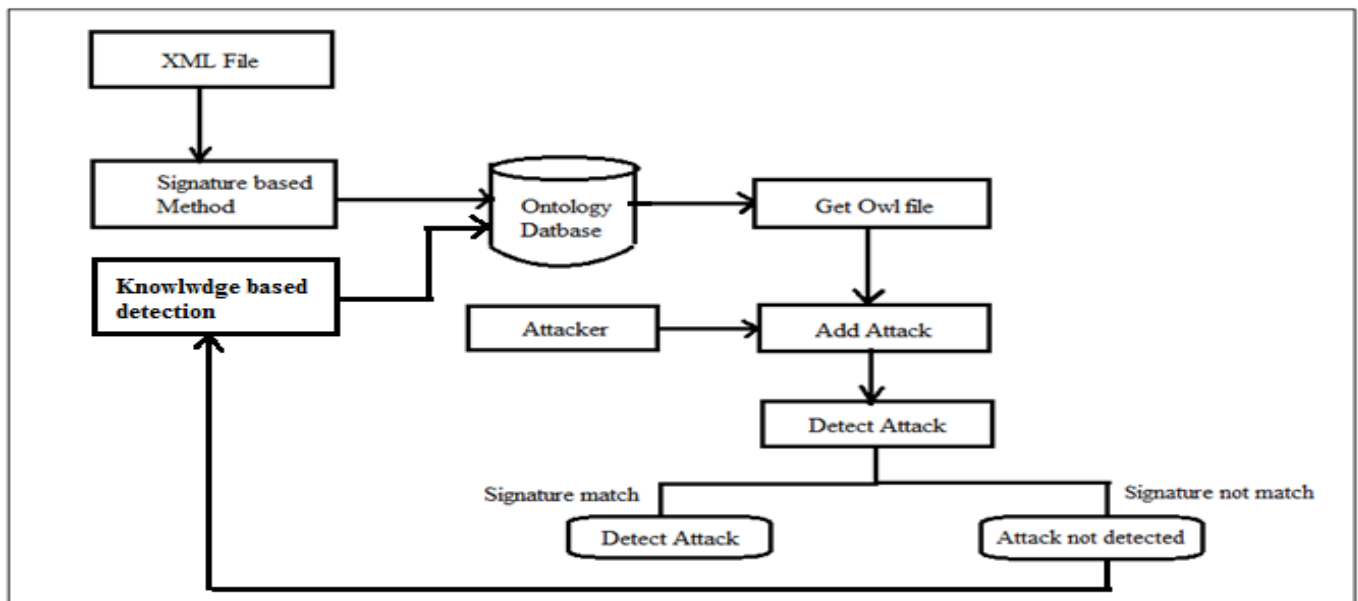 XML File
Signature based
Method
Ontology
Datbase
Get Owl file
Knowlwdge based
detection
Attacker
Add Attack
Detect Attack
Signature match
Signature not match
Detect Attack
Attack not detected